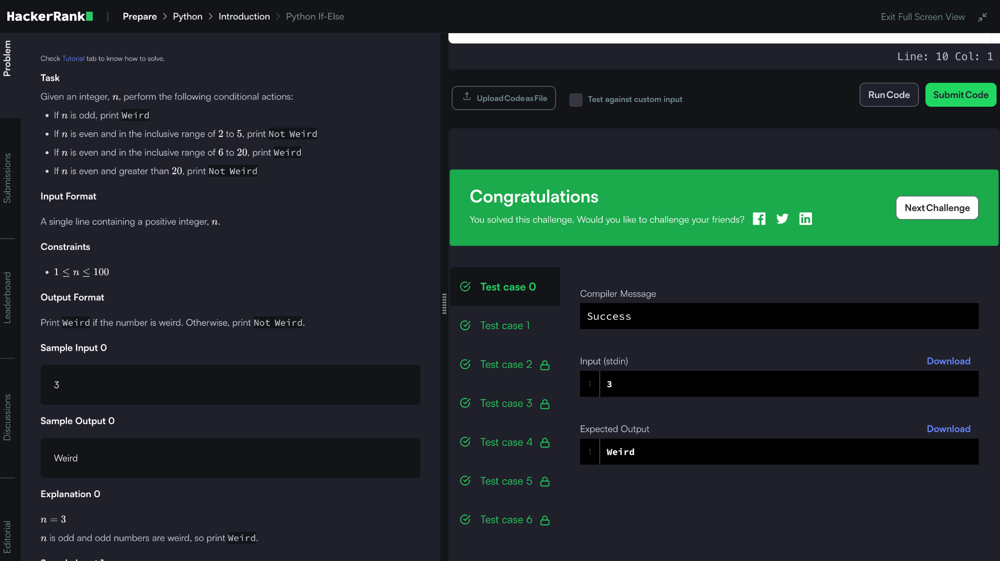 HackerRank
Prepare > Python > Introduction > Python If-Else
Exit Full Screen View
Problem
Submissions
Leaderboard
Discussions
Editorial
Check Tutorial tab to know how to solve.
Task
Given an integer, n, perform the following conditional actions:
• If n is odd, print Weird
• If n is even and in the inclusive range of 2 to 5, print Not Weird
• If n is even and in the inclusive range of 6 to 20, print Weird
• If n is even and greater than 20, print Not Weird
Input Format
A single line containing a positive integer, n.
Constraints
• 1 ≤ n ≤ 100
Output Format
Print Weird if the number is weird. Otherwise, print Not Weird.
Sample Input 0
3
Sample Output 0
Weird
Explanation 0
n = 3
n is odd and odd numbers are weird, so print Weird.
Line: 10 Col: 1
Upload Code as File
Test against custom input
Run Code
Submit Code
Congratulations
You solved this challenge. Would you like to challenge your friends?
Next Challenge
Test case 0
Test case 1
Test case 2
Test case 3
Test case 4
Test case 5
Test case 6
Compiler Message
Success
Input (stdin)
Download
1 3
Expected Output
Download
1 Weird